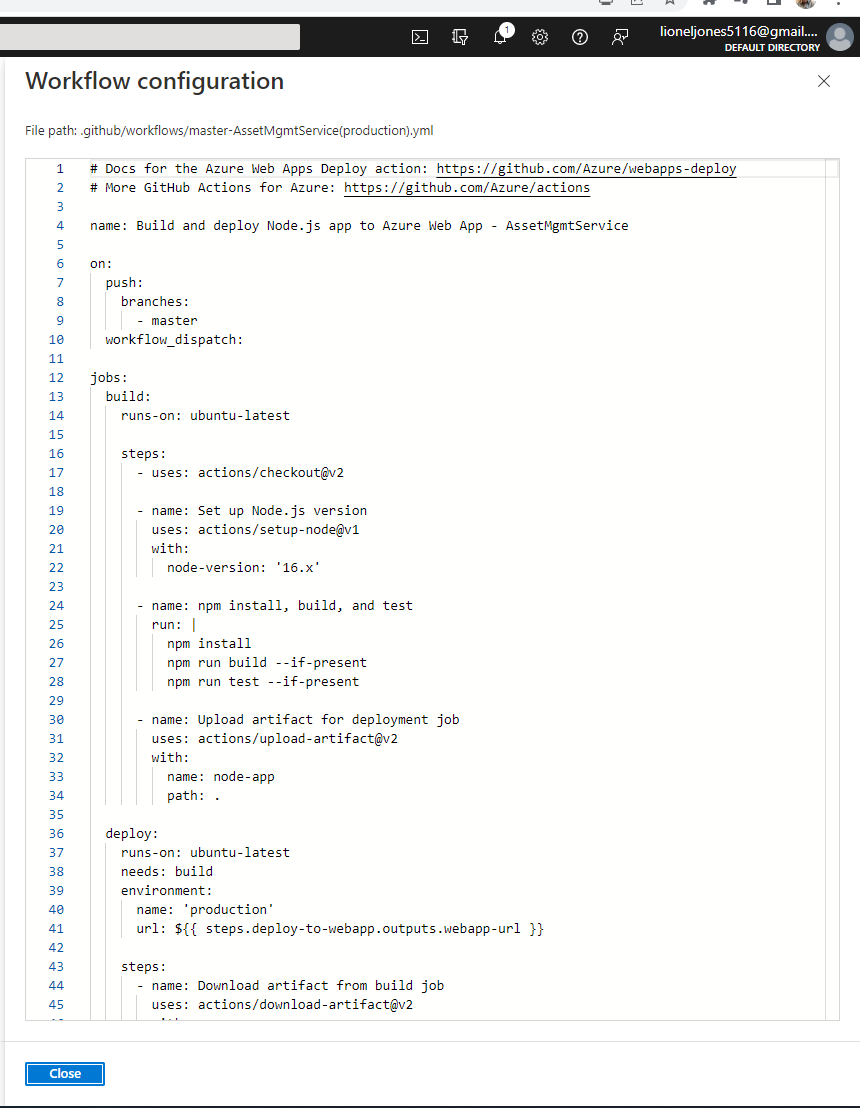 1
lioneljones5116@gmail....
DEFAULT DIRECTORY
Workflow configuration
File path: .github/workflows/master-AssetMgmtService(production).yml
1 # Docs for the Azure Web Apps Deploy action: https://github.com/Azure/webapps-deploy
2 # More GitHub Actions for Azure: https://github.com/Azure/actions
3
4 name: Build and deploy Node.js app to Azure Web App - AssetMgmtService
5
6 on:
7 push:
8 branches:
9 - master
10 workflow_dispatch:
11
12 jobs:
13 build:
14 runs-on: ubuntu-latest
15
16 steps:
17 - uses: actions/checkout@v2
18
19 - name: Set up Node.js version
20 uses: actions/setup-node@v1
21 with:
22 node-version: '16.x'
23
24 - name: npm install, build, and test
25 run: |
26 npm install
27 npm run build --if-present
28 npm run test --if-present
29
30 - name: Upload artifact for deployment job
31 uses: actions/upload-artifact@v2
32 with:
33 name: node-app
34 path: .
35
36 deploy:
37 runs-on: ubuntu-latest
38 needs: build
39 environment:
40 name: 'production'
41 url: ${{ steps.deploy-to-webapp.outputs.webapp-url }}
42
43 steps:
44 - name: Download artifact from build job
45 uses: actions/download-artifact@v2
Close